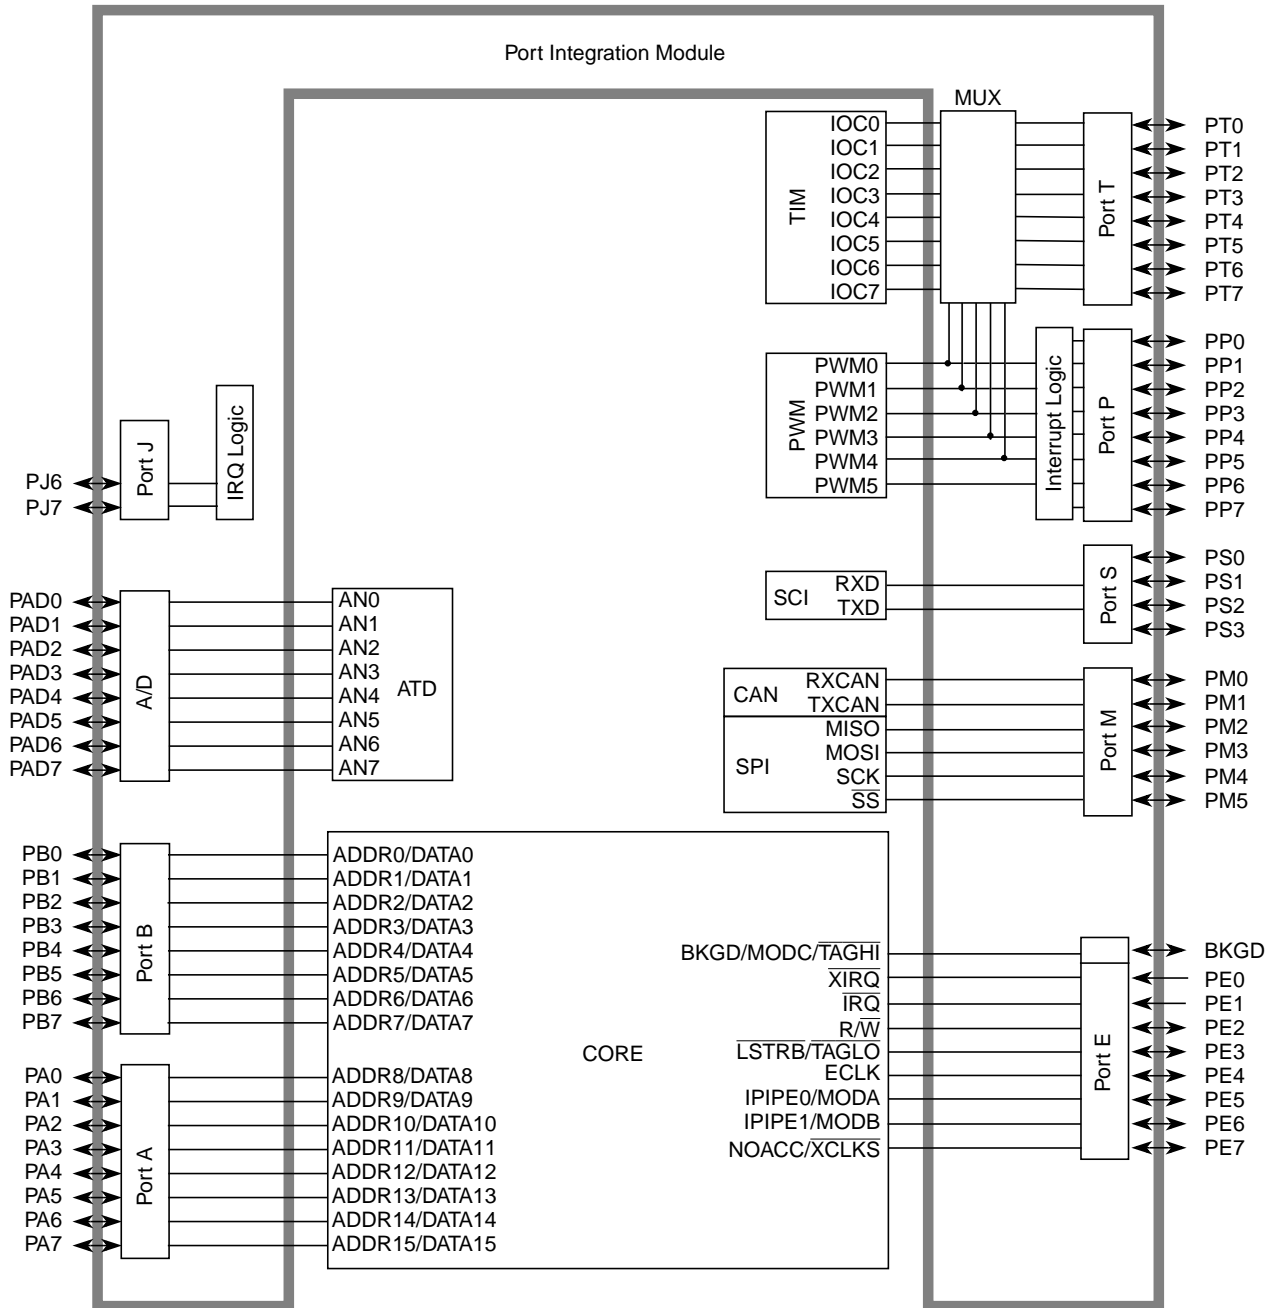 Port Integration Module
MUX
TIM
IOC0
IOC1
IOC2
IOC3
IOC4
IOC5
IOC6
IOC7
Port T
PT0
PT1
PT2
PT3
PT4
PT5
PT6
PT7
PWM
PWM0
PWM1
PWM2
PWM3
PWM4
PWM5
Interrupt Logic
Port P
PP0
PP1
PP2
PP3
PP4
PP5
PP6
PP7
PJ6
PJ7
Port J
IRQ Logic
SCI
RXD
TXD
Port S
PS0
PS1
PS2
PS3
PAD0
PAD1
PAD2
PAD3
PAD4
PAD5
PAD6
PAD7
A/D
AN0
AN1
AN2
AN3
AN4
AN5
AN6
AN7
ATD
CAN
RXCAN
TXCAN
SPI
MISO
MOSI
SCK
SS
Port M
PM0
PM1
PM2
PM3
PM4
PM5
PB0
PB1
PB2
PB3
PB4
PB5
PB6
PB7
Port B
ADDR0/DATA0
ADDR1/DATA1
ADDR2/DATA2
ADDR3/DATA3
ADDR4/DATA4
ADDR5/DATA5
ADDR6/DATA6
ADDR7/DATA7
PA0
PA1
PA2
PA3
PA4
PA5
PA6
PA7
Port A
ADDR8/DATA8
ADDR9/DATA9
ADDR10/DATA10
ADDR11/DATA11
ADDR12/DATA12
ADDR13/DATA13
ADDR14/DATA14
ADDR15/DATA15
CORE
BKGD/MODC/TAGHI
XIRQ
IRQ
R/W
LSTRB/TAGLO
ECLK
IPIPE0/MODA
IPIPE1/MODB
NOACC/XCLKS
Port E
BKGD
PE0
PE1
PE2
PE3
PE4
PE5
PE6
PE7